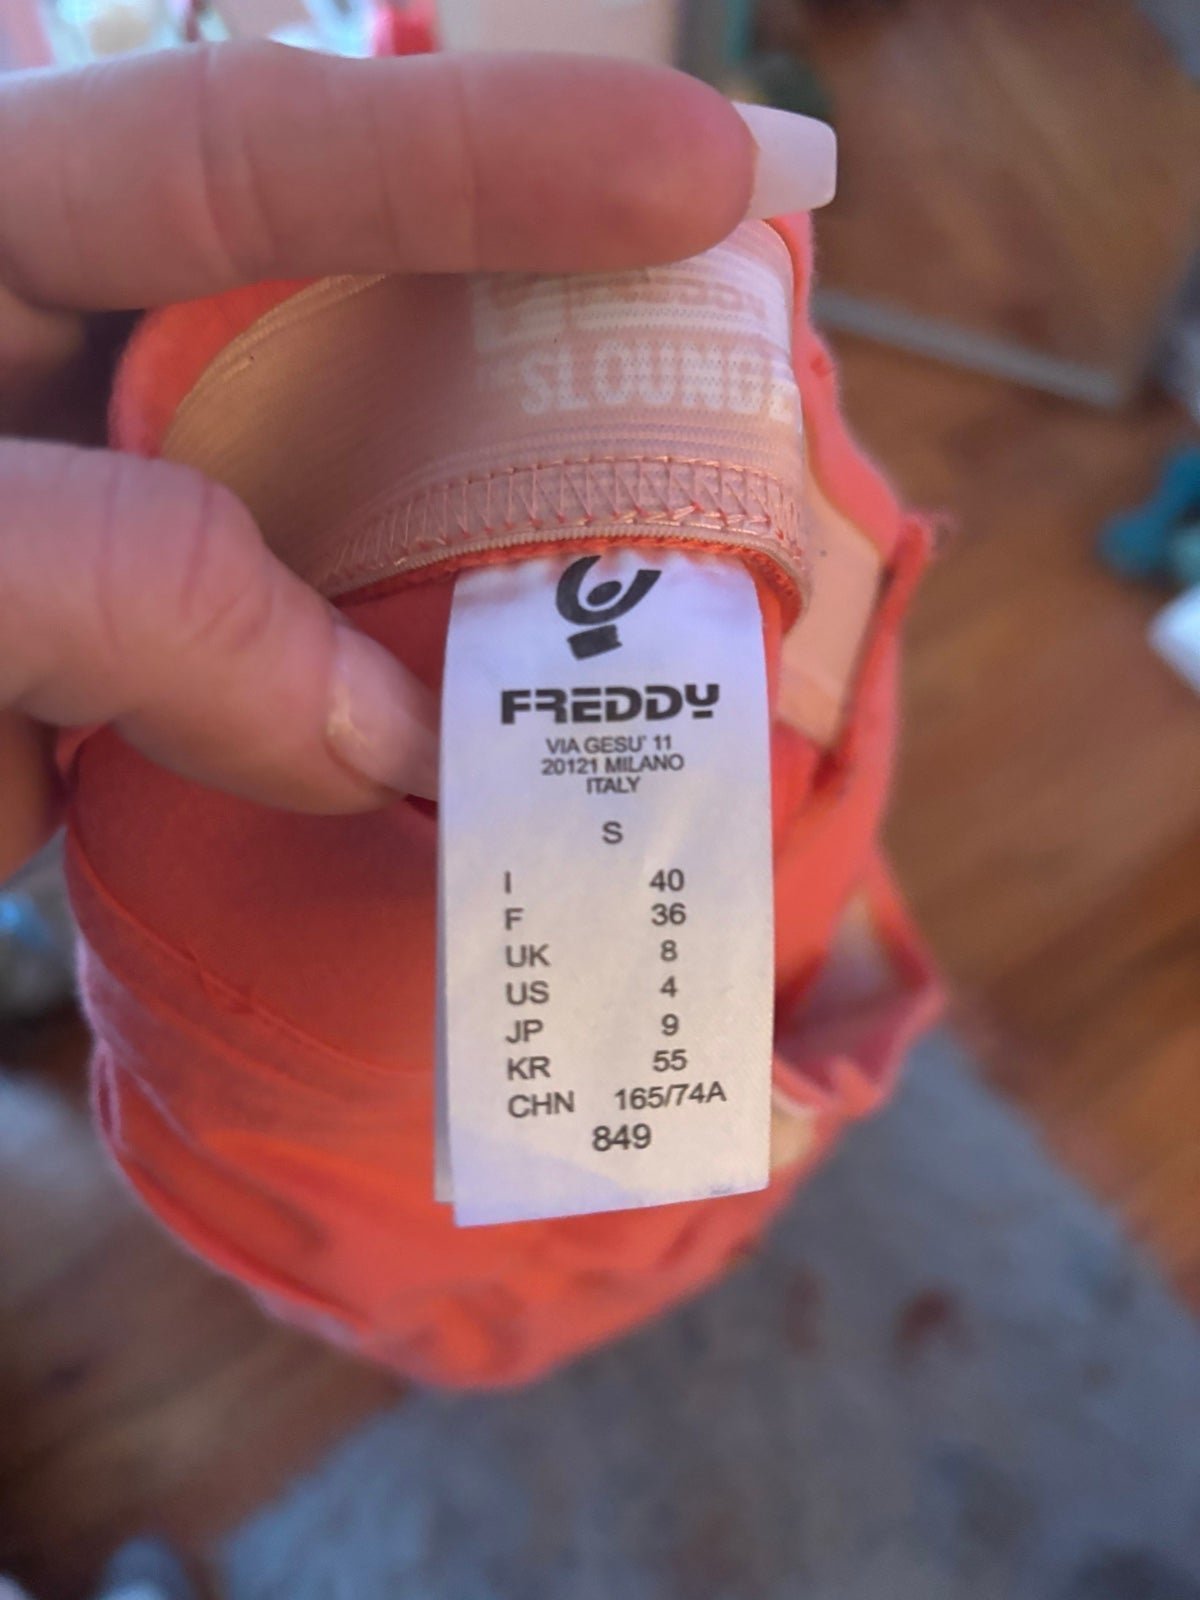 FREDDY
SLOUNGE
FREDDY
VIA GESU' 11
20121 MILANO
ITALY
S
I 40
F 36
UK 8
US 4
JP 9
KR 55
CHN 165/74A
849